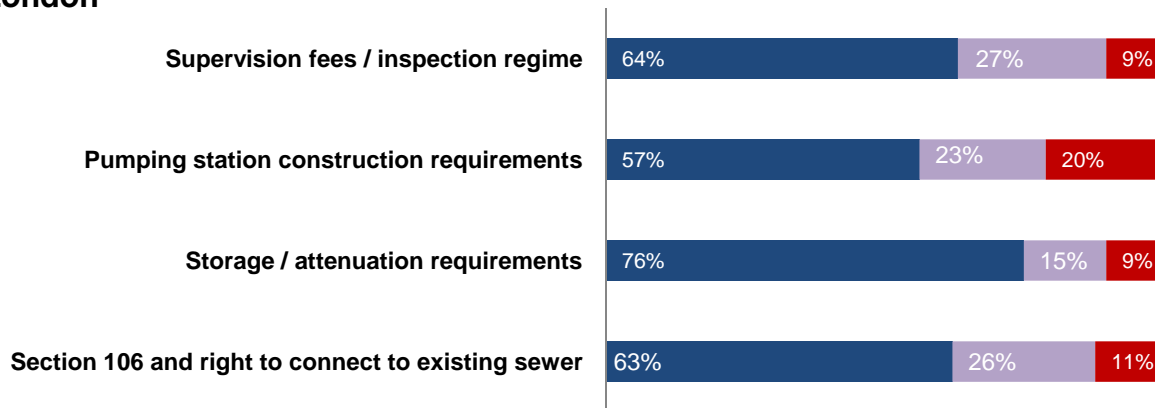 Supervision fees / inspection regime 64% 27% 9%
Pumping station construction requirements 57% 23% 20%
Storage / attenuation requirements 76% 15% 9%
Section 106 and right to connect to existing sewer 63% 26% 11%